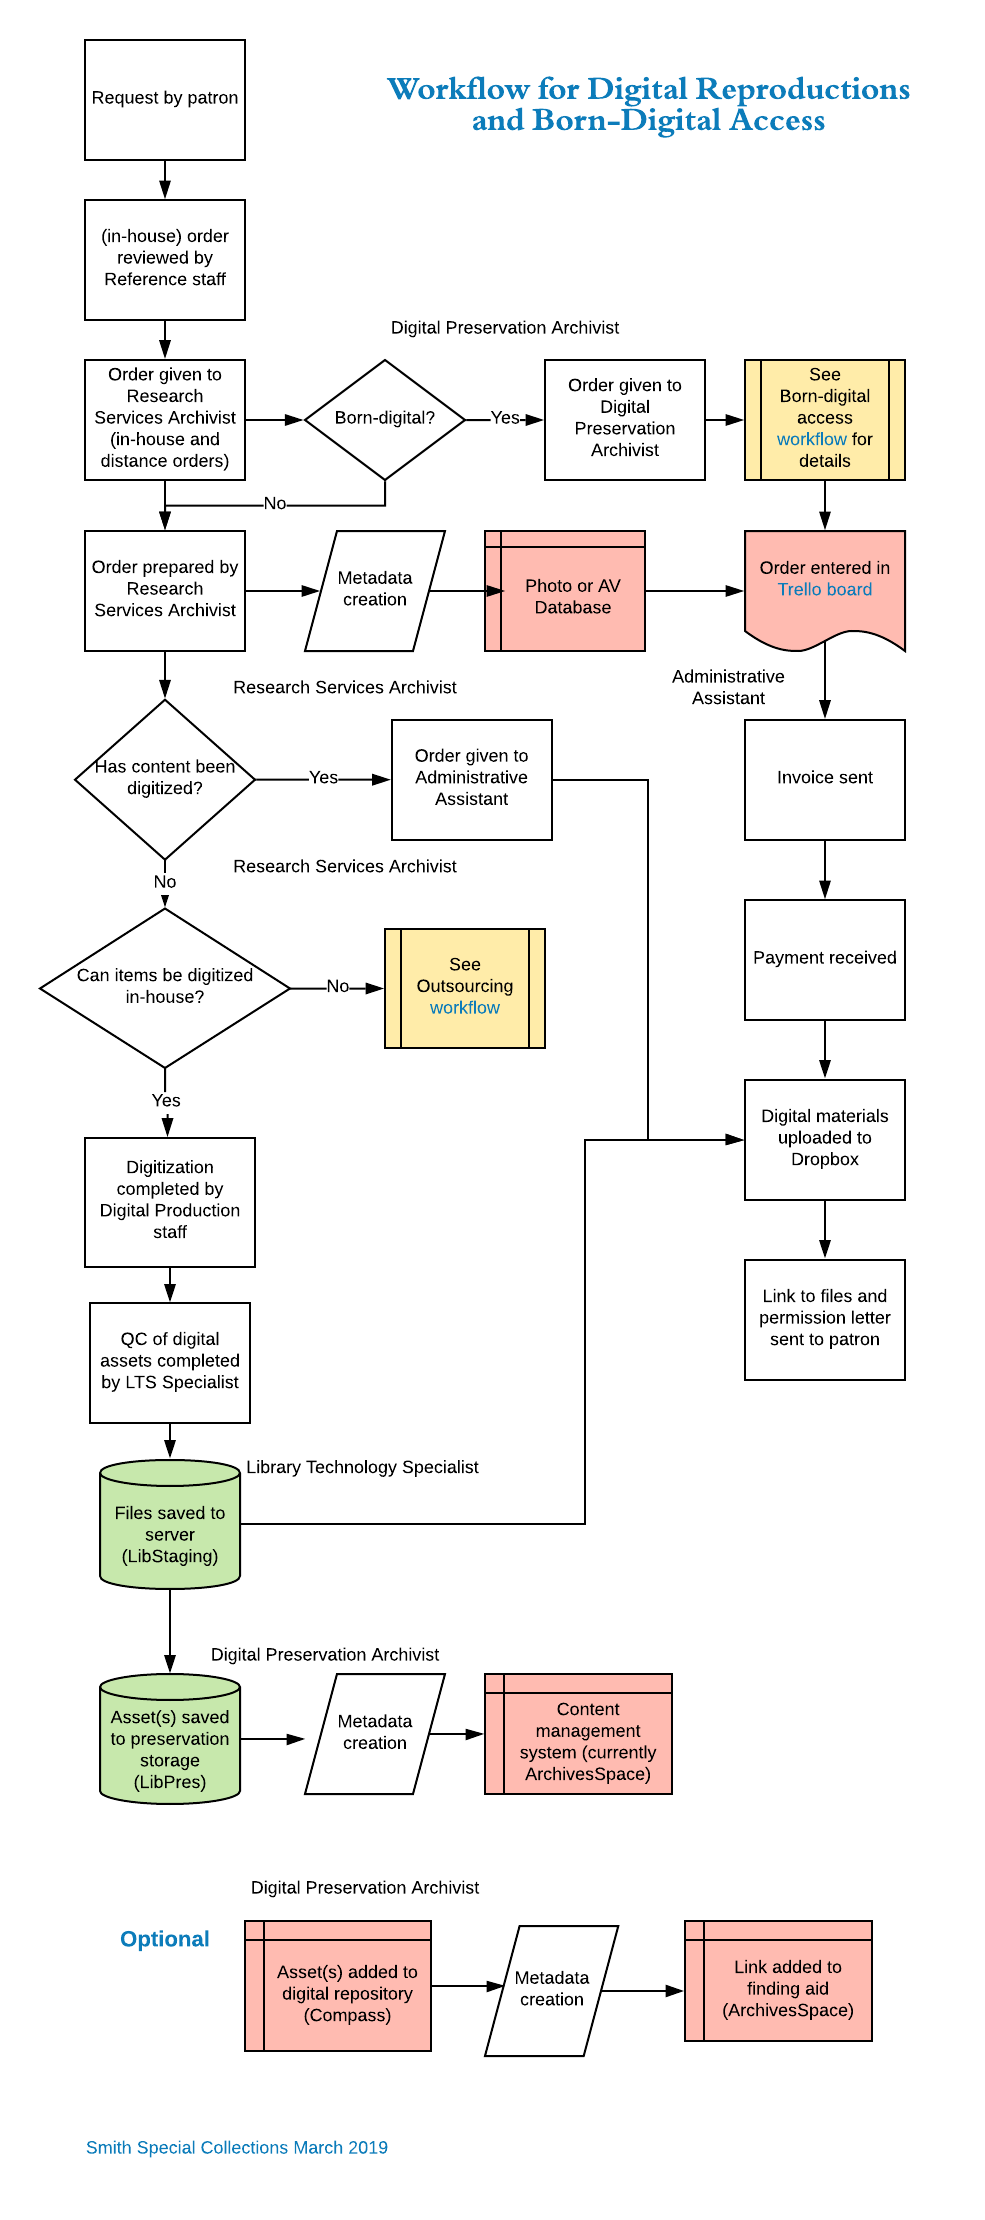 Workflow for Digital Reproductions
and Born-Digital Access
Request by patron
(in-house) order
reviewed by
Reference staff
Digital Preservation Archivist
Order given to
Research
Services Archivist
(in-house and
distance orders)
Born-digital?
Yes
Order given to
Digital
Preservation
Archivist
See
Born-digital
access
workflow for
details
No
Order prepared by
Research
Services Archivist
Metadata
creation
Photo or AV
Database
Order entered in
Trello board
Research Services Archivist
Administrative
Assistant
Has content been
digitized?
Yes
Order given to
Administrative
Assistant
Invoice sent
Research Services Archivist
No
Can items be digitized
in-house?
No
See
Outsourcing
workflow
Payment received
Yes
Digital materials
uploaded to
Dropbox
Digitization
completed by
Digital Production
staff
Link to files and
permission letter
sent to patron
QC of digital
assets completed
by LTS Specialist
Library Technology Specialist
Files saved to
server
(LibStaging)
Digital Preservation Archivist
Asset(s) saved
to preservation
storage
(LibPres)
Metadata
creation
Content
management
system (currently
ArchivesSpace)
Digital Preservation Archivist
Optional
Asset(s) added to
digital repository
(Compass)
Metadata
creation
Link added to
finding aid
(ArchivesSpace)
Smith Special Collections March 2019